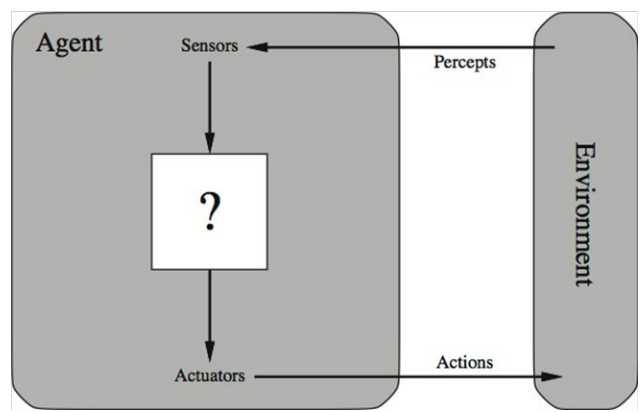 Agent
Sensors
Percepts
?
Environment
Actuators
Actions